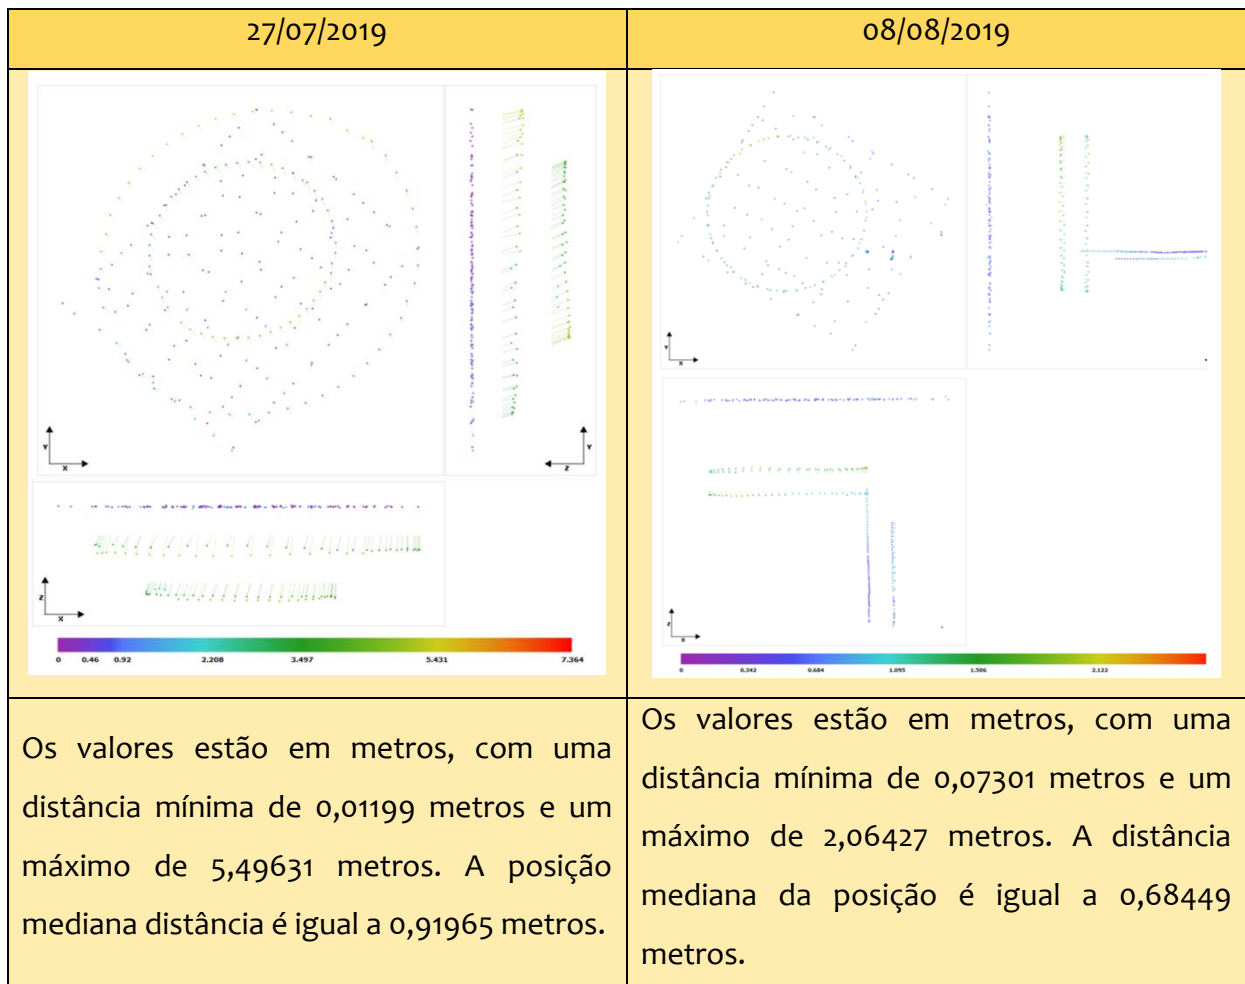 27/07/2019
08/08/2019
Y
X
Y
Z
Z
X
0 0.46 0.92 2.208 3.497 5.431 7.364
Y
X
Z
X
0 0.342 0.684 1.095 1.506 2.122
Os valores estão em metros, com uma
distância mínima de 0,01199 metros e um
máximo de 5,49631 metros. A posição
mediana distância é igual a 0,91965 metros.
Os valores estão em metros, com uma
distância mínima de 0,07301 metros e um
máximo de 2,06427 metros. A distância
mediana da posição é igual a 0,68449
metros.